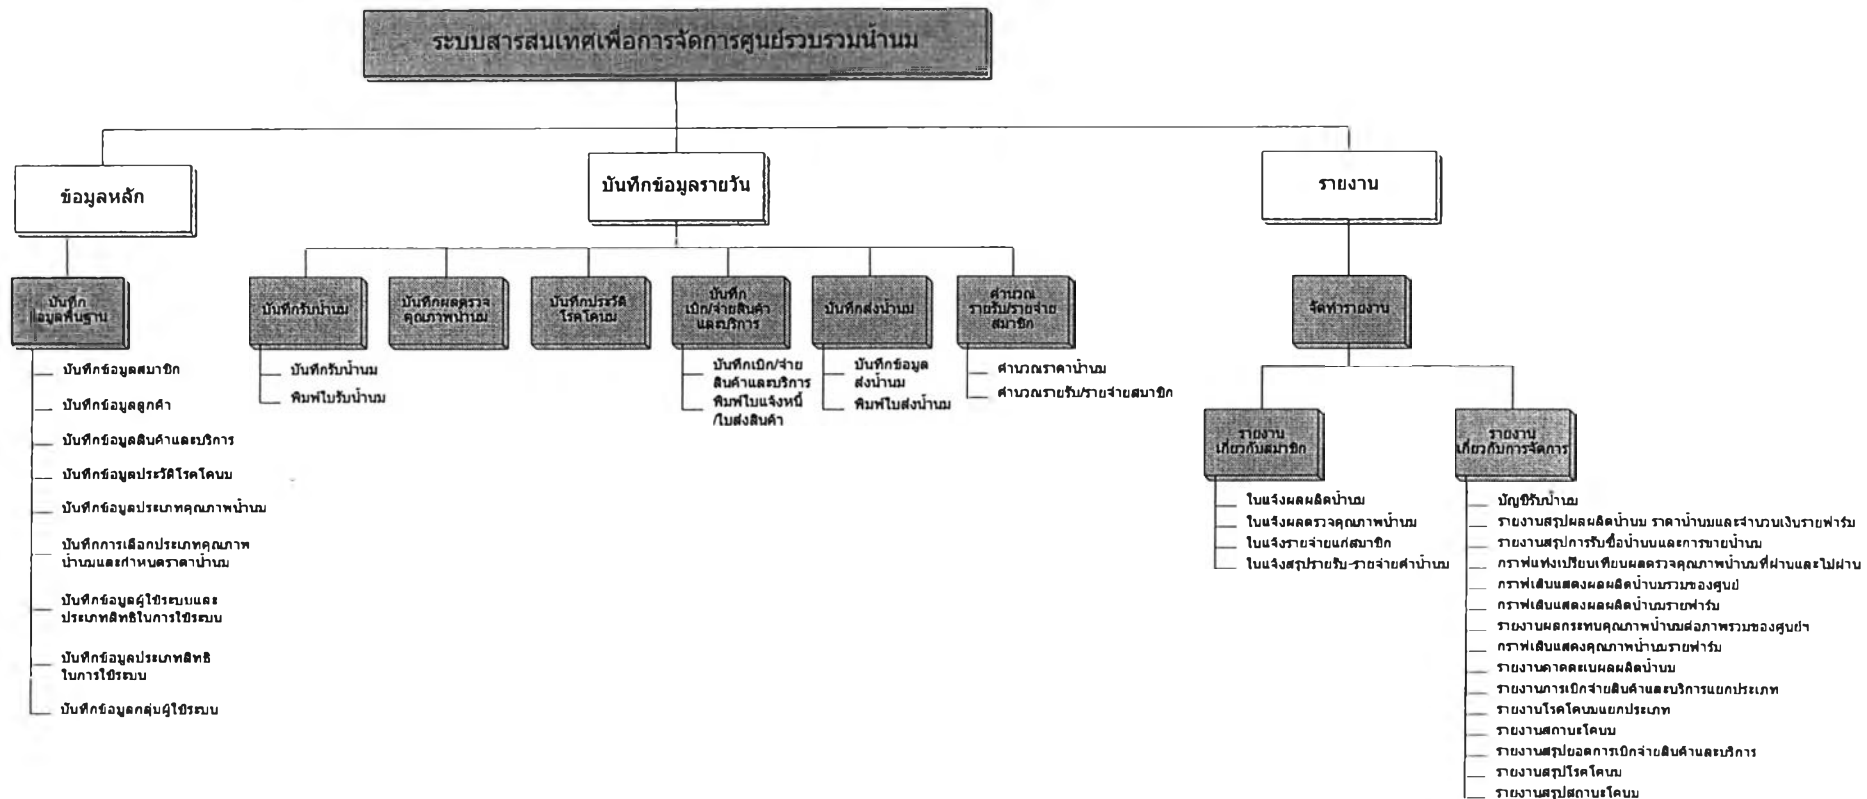 ระบบสารสนเทศเพื่อการจัดการศูนย์รวบรวมน้ำนม
ข้อมูลหลัก
บันทึกข้อมูลรายวัน
รายงาน
บันทึก
ข้อมูลพื้นฐาน
บันทึกรับน้ำนม
บันทึกผลตรวจ
คุณภาพน้ำนม
บันทึกประวัติ
โรคโคนม
บันทึก
เบิก/จ่ายสินค้า
และบริการ
บันทึกส่งน้ำนม
คำนวณ
รายรับ/รายจ่าย
สมาชิก
จัดทำรายงาน
บันทึกข้อมูลสมาชิก
บันทึกข้อมูลลูกค้า
บันทึกข้อมูลสินค้าและบริการ
บันทึกข้อมูลประวัติโรคโคนม
บันทึกข้อมูลประเภทคุณภาพน้ำนม
บันทึกการเลือกประเภทคุณภาพ
น้ำนมและกำหนดราคาน้ำนม
บันทึกข้อมูลผู้ใช้ระบบและ
ประเภทสิทธิในการใช้ระบบ
บันทึกข้อมูลประเภทสิทธิ
ในการใช้ระบบ
บันทึกข้อมูลกลุ่มผู้ใช้ระบบ
บันทึกรับน้ำนม
พิมพ์ใบรับน้ำนม
บันทึกเบิก/จ่าย
สินค้าและบริการ
พิมพ์ใบแจ้งหนี้
/ใบส่งสินค้า
บันทึกข้อมูล
ส่งน้ำนม
พิมพ์ใบส่งน้ำนม
คำนวณราคาน้ำนม
คำนวณรายรับ/รายจ่ายสมาชิก
รายงาน
เกี่ยวกับสมาชิก
รายงาน
เกี่ยวกับการจัดการ
ใบแจ้งผลผลิตน้ำนม
ใบแจ้งผลตรวจคุณภาพน้ำนม
ใบแจ้งรายจ่ายแก่สมาชิก
ใบแจ้งสรุปรายรับ-รายจ่ายค่าน้ำนม
บัญชีรับน้ำนม
รายงานสรุปผลผลิตน้ำนม ราคาน้ำนมและจำนวนเงินรายฟาร์ม
รายงานสรุปการรับซื้อน้ำนมและการขายน้ำนม
กราฟแท่งเปรียบเทียบผลตรวจคุณภาพน้ำนมที่ผ่านและไม่ผ่าน
กราฟเส้นแสดงผลผลิตน้ำนมรวมของศูนย์
กราฟเส้นแสดงผลผลิตน้ำนมรายฟาร์ม
รายงานผลกระทบคุณภาพน้ำนมต่อภาพรวมของศูนย์ฯ
กราฟเส้นแสดงคุณภาพน้ำนมรายฟาร์ม
รายงานคาดคะเนผลผลิตน้ำนม
รายงานการเบิกจ่ายสินค้าและบริการแยกประเภท
รายงานโรคโคนมแยกประเภท
รายงานสถานะโคนม
รายงานสรุปยอดการเบิกจ่ายสินค้าและบริการ
รายงานสรุปโรคโคนม
รายงานสรุปสถานะโคนม